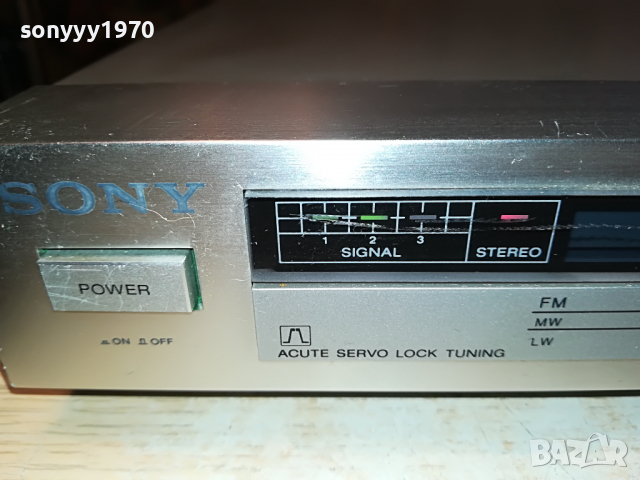 sonyyy1970
SONY
1 2 3
SIGNAL
STEREO
POWER
ON OFF
FM
MW
LW
ACUTE SERVO LOCK TUNING
BAZAR